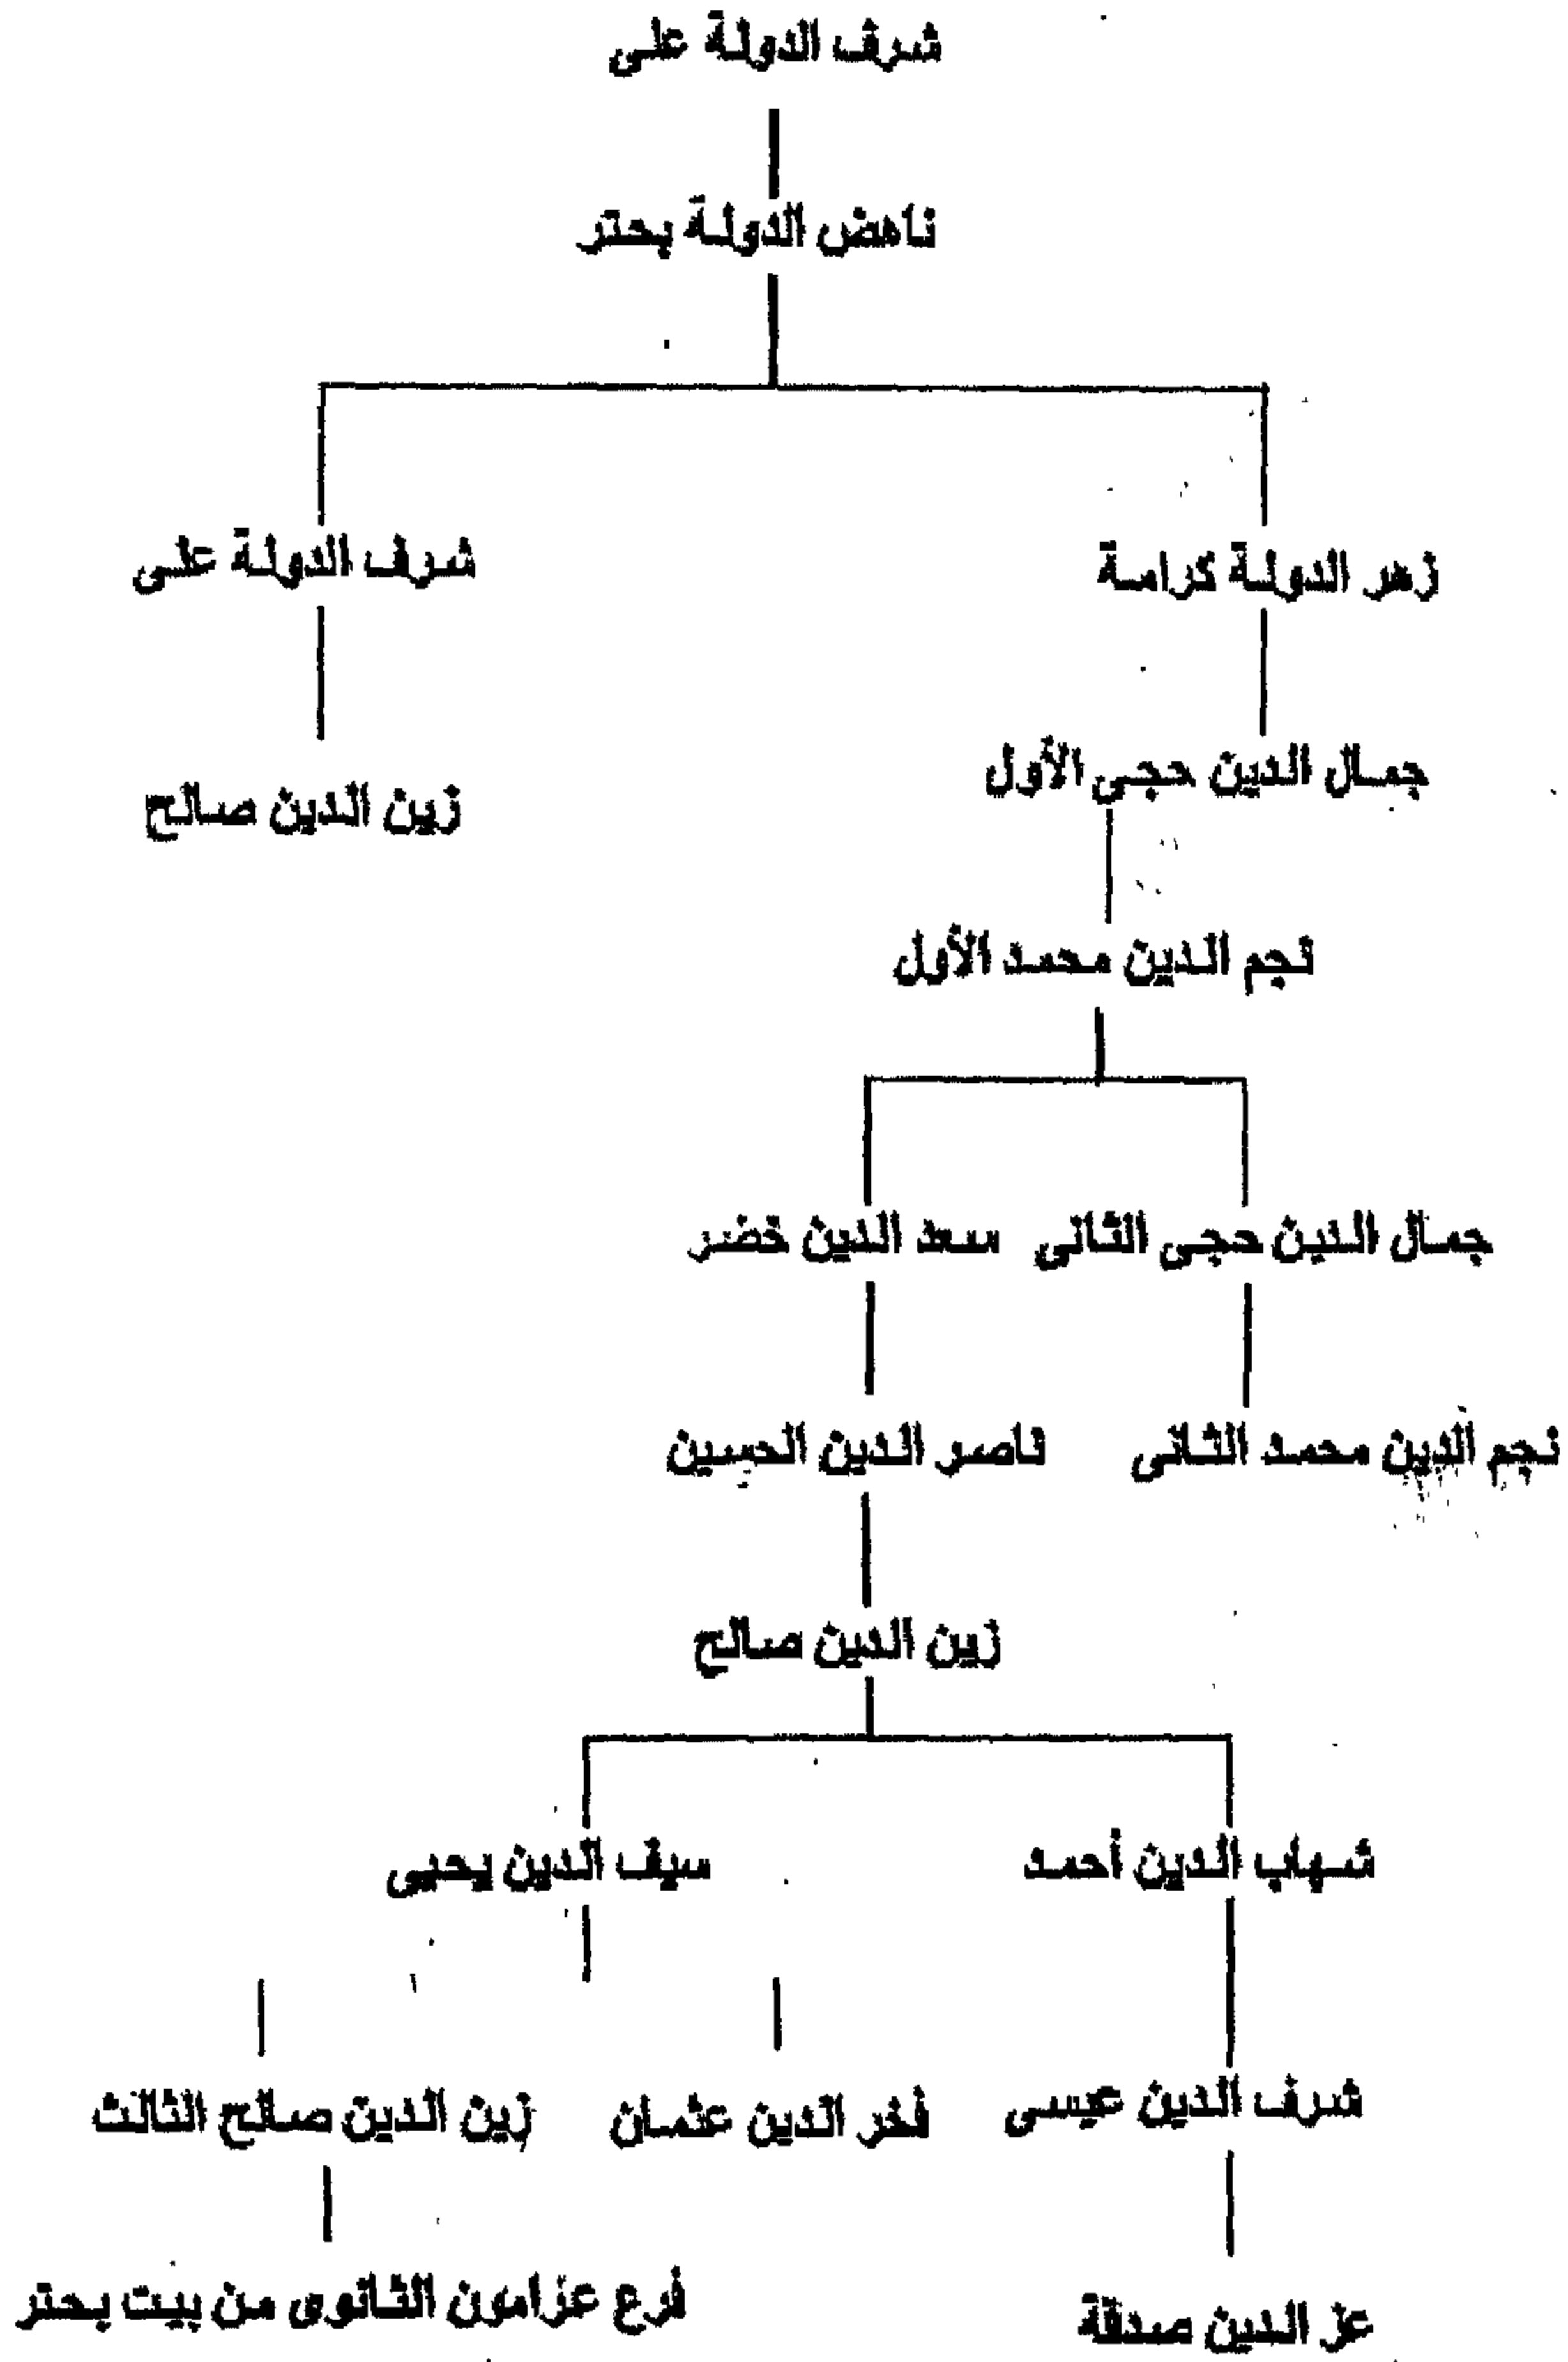 شرف الدولة على
ناهض الدولة بحتر
زهر الدولة كرامة
شرف الدولة على
جمال الدين حجى الأول
زين الدين صالح
نجم الدين محمد الأول
جمال الدين حجى الثانى
سعد الدين خضر
نجم الدين محمد الثانى
ناصر الدين الحسين
زين الدين صالح
شهاب الدين أحمد
سيف الدين يحيى
شرف الدين عيسى
فخر الدين عثمان
زين الدين صالح الثالث
عز الدين صدقة
فرع عرامون الثانوى من بيت بحتر